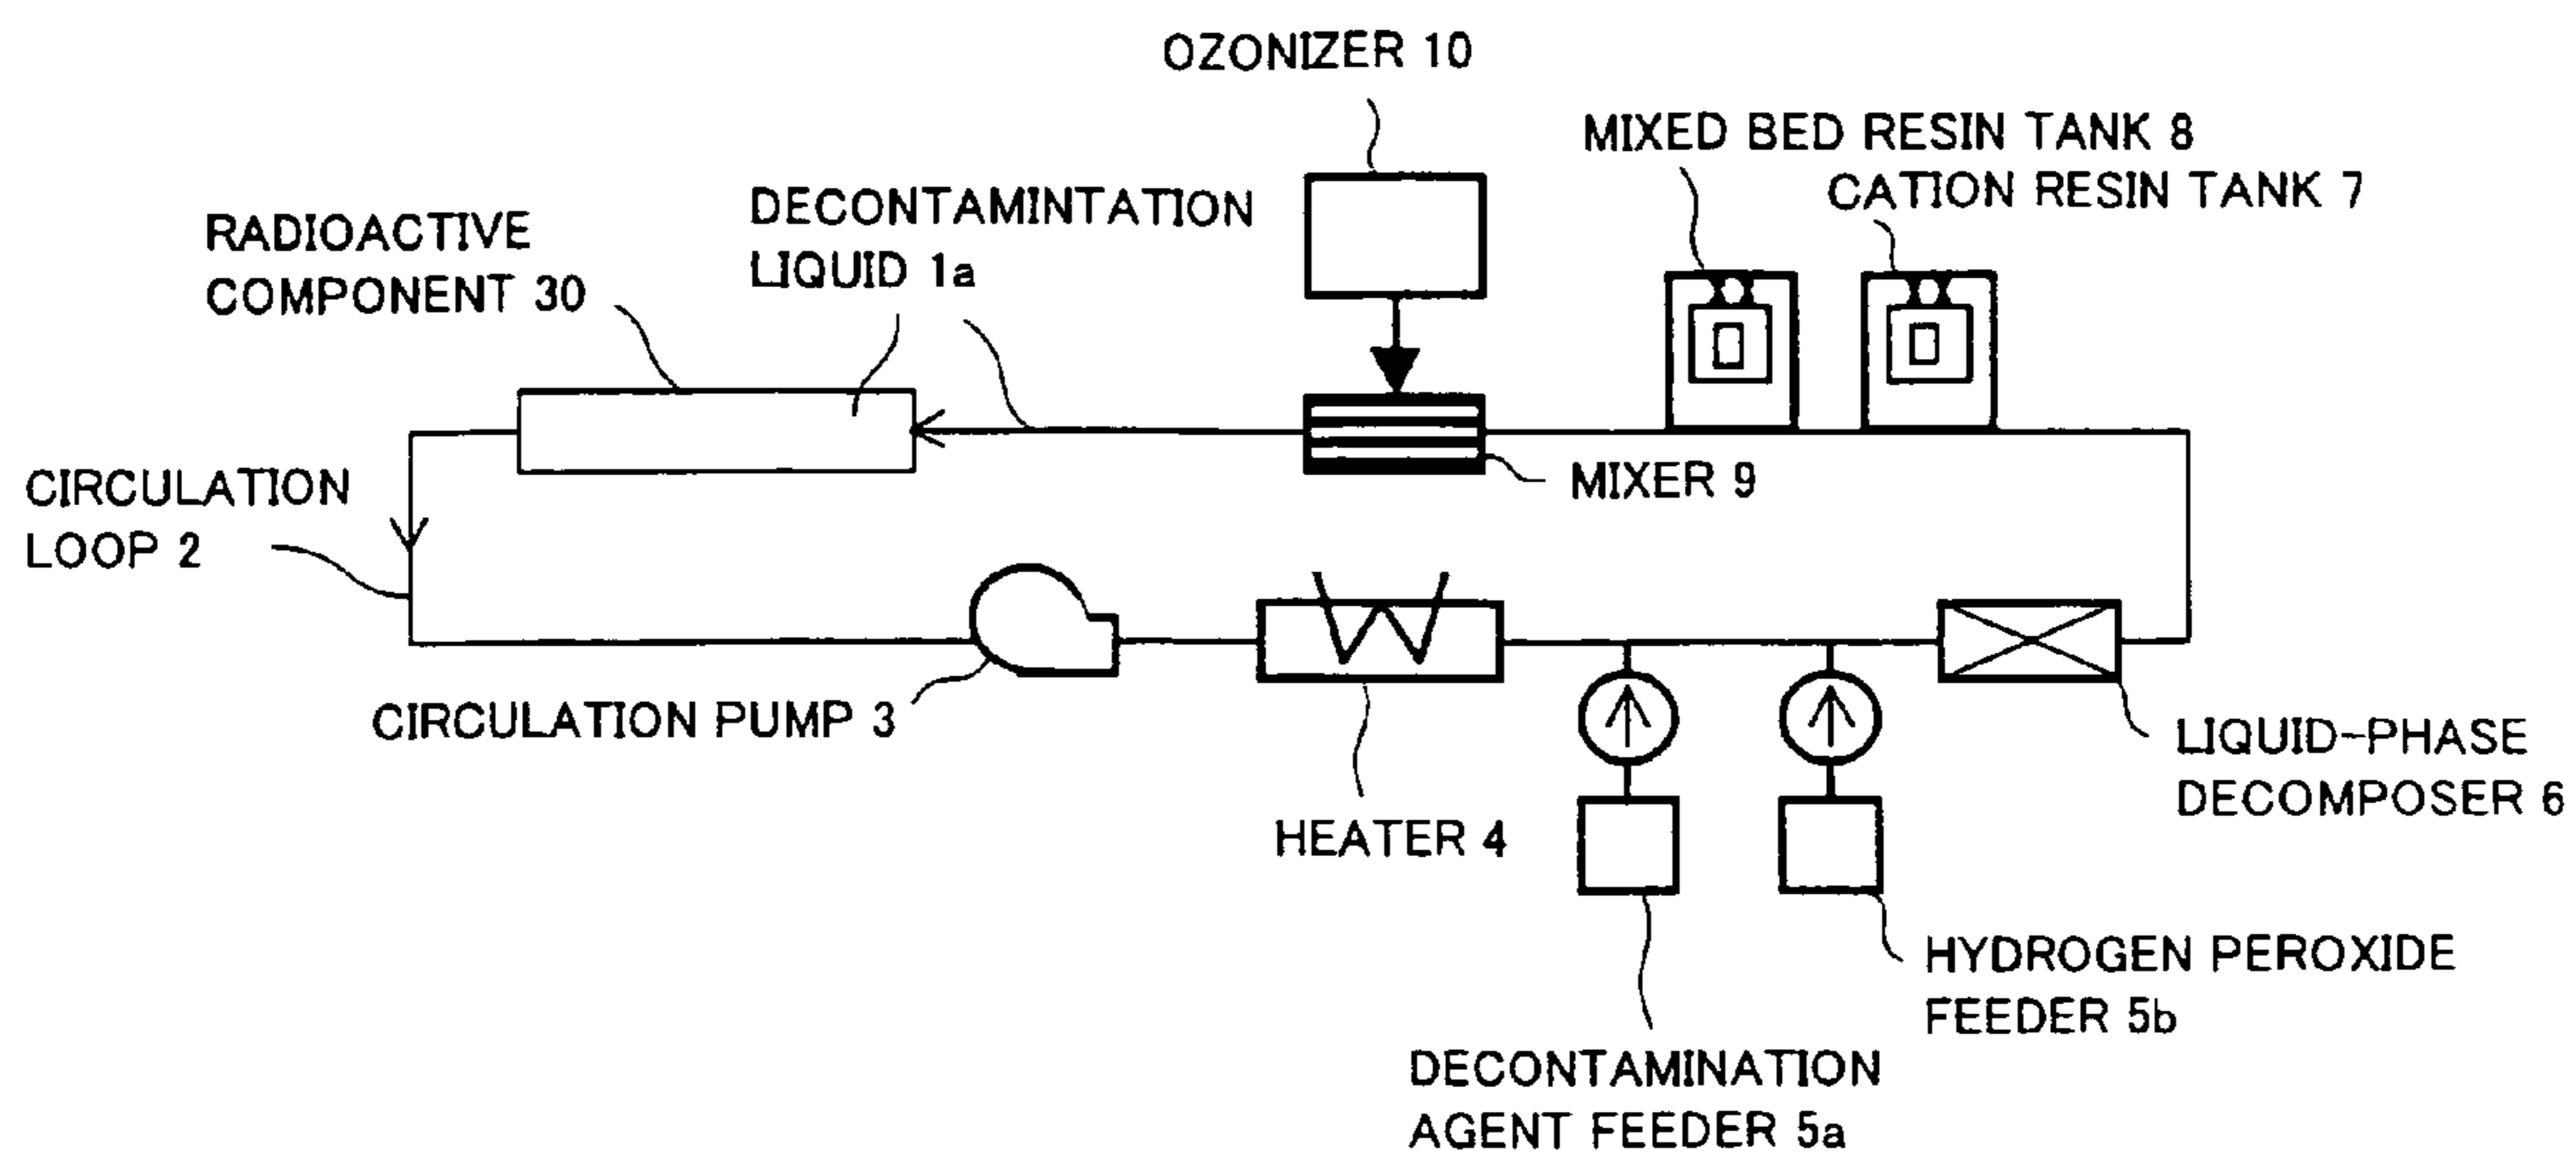 OZONIZER 10
MIXED BED RESIN TANK 8
CATION RESIN TANK 7
DECONTAMINTATION
LIQUID 1a
RADIOACTIVE
COMPONENT 30
CIRCULATION
LOOP 2
MIXER 9
CIRCULATION PUMP 3
HEATER 4
LIQUID-PHASE
DECOMPOSER 6
HYDROGEN PEROXIDE
FEEDER 5b
DECONTAMINATION
AGENT FEEDER 5a